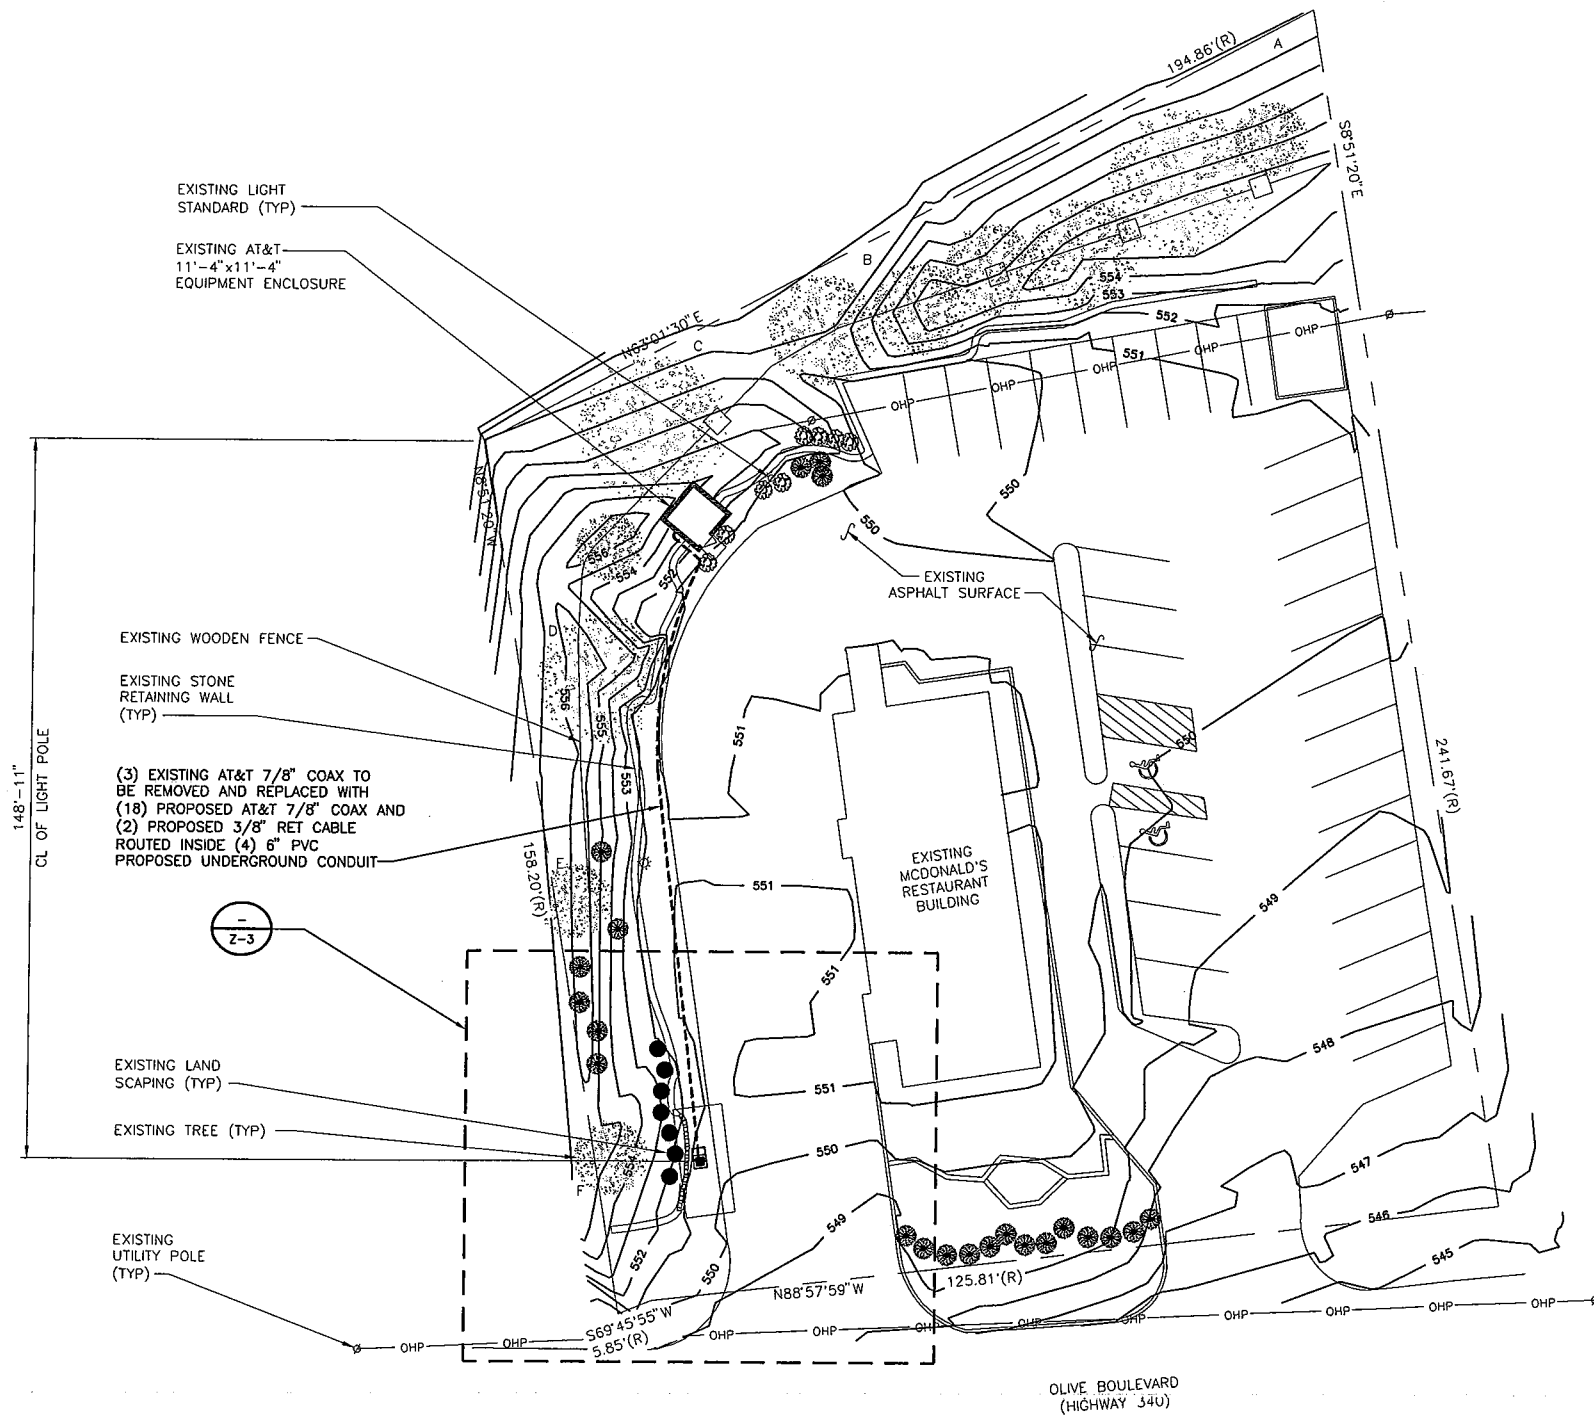 194.86'(R)
A
S8°51'20"E
EXISTING LIGHT
STANDARD (TYP)
EXISTING AT&T
11'-4"x11'-4"
EQUIPMENT ENCLOSURE
B
554
553
552
551
OHP
OHP
OHP
OHP
OHP
N63°01'30"E
C
N8°51'20"W
550
550
556
554
552
EXISTING
ASPHALT SURFACE
EXISTING WOODEN FENCE
D
EXISTING STONE
RETAINING WALL
(TYP)
556
555
553
551
550
241.67'(R)
148'-11"
CL OF LIGHT POLE
(3) EXISTING AT&T 7/8" COAX TO
BE REMOVED AND REPLACED WITH
(18) PROPOSED AT&T 7/8" COAX AND
(2) PROPOSED 3/8" RET CABLE
ROUTED INSIDE (4) 6" PVC
PROPOSED UNDERGROUND CONDUIT
158.20'(R)
E
EXISTING
MCDONALD'S
RESTAURANT
BUILDING
551
549
-
Z-3
551
548
EXISTING LAND
SCAPING (TYP)
551
EXISTING TREE (TYP)
550
547
F
546
549
545
EXISTING
UTILITY POLE
(TYP)
552
550
N88°57'59"W
125.81'(R)
S69°45'55"W
5.85'(R)
OHP
OHP
OHP
OHP
OHP
OHP
OHP
OHP
OHP
OHP
OLIVE BOULEVARD
(HIGHWAY 340)